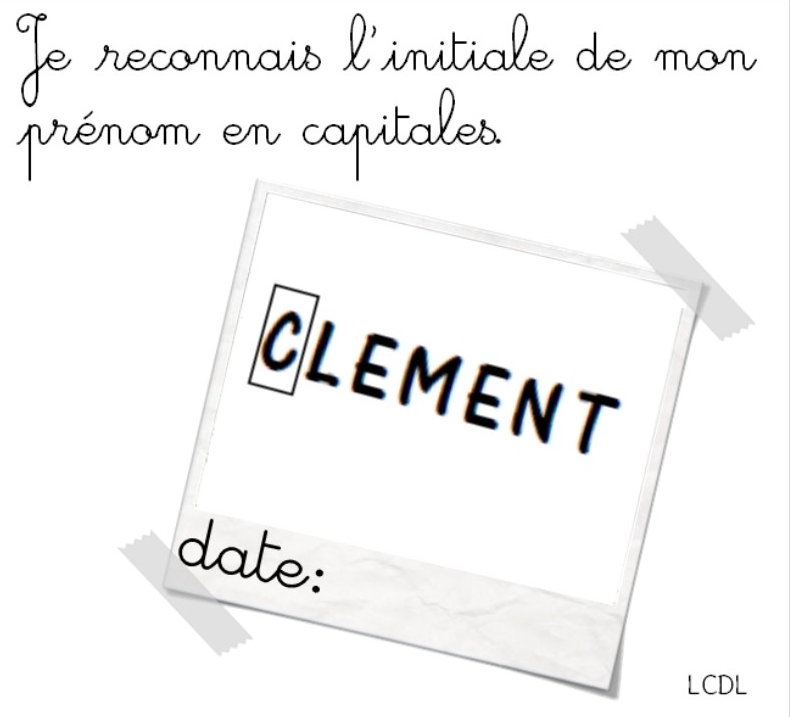 Je reconnais l'initiale de mon
prénom en capitales.
CLEMENT
date:
LCDL